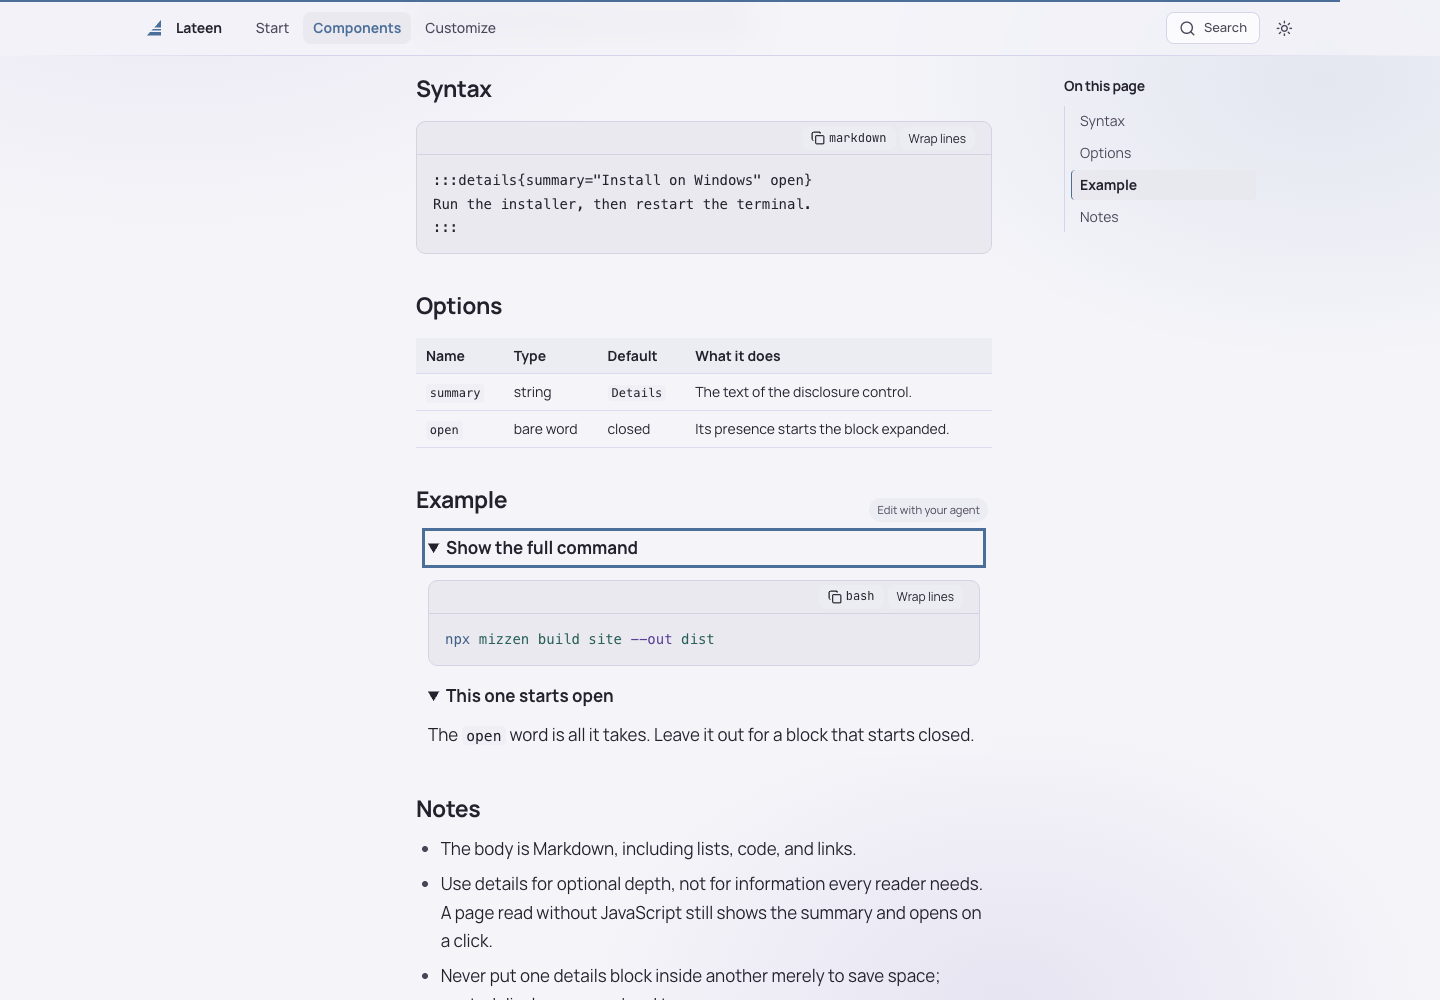 Lateen
Start
Components
Customize
Search
Syntax
markdown
Wrap lines
:::details{summary="Install on Windows" open}
Run the installer, then restart the terminal.
:::
Options
Name Type Default What it does
summary string Details The text of the disclosure control.
open bare word closed Its presence starts the block expanded.
Example
Edit with your agent
Show the full command
bash
Wrap lines
npx mizzen build site --out dist
This one starts open
The open word is all it takes. Leave it out for a block that starts closed.
Notes
The body is Markdown, including lists, code, and links.
Use details for optional depth, not for information every reader needs.
A page read without JavaScript still shows the summary and opens on
a click.
Never put one details block inside another merely to save space;
On this page
Syntax
Options
Example
Notes